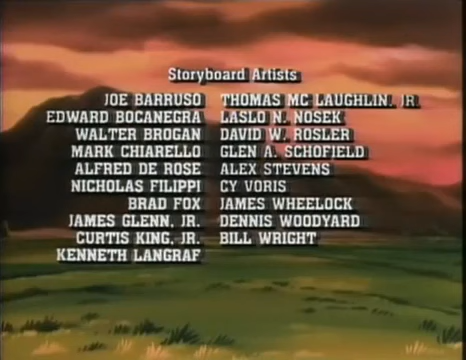 Storyboard Artists
JOE BARRUSO THOMAS MC LAUGHLIN, JR.
EDWARD BOCANEGRA LASLO N. NOSEK
WALTER BROGAN DAVID W. ROSLER
MARK CHIARELLO GLEN A. SCHOFIELD
ALFRED DE ROSE ALEX STEVENS
NICHOLAS FILIPPI CY VORIS
BRAD FOX JAMES WHEELOCK
JAMES GLENN, JR. DENNIS WOODYARD
CURTIS KING, JR. BILL WRIGHT
KENNETH LANGRAF